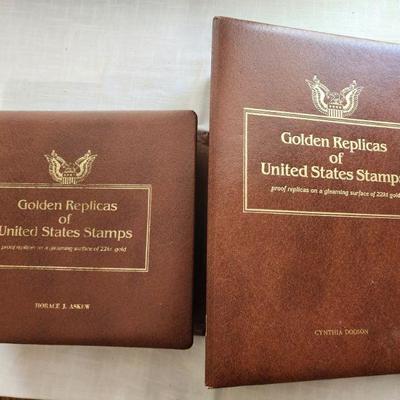 Golden Replicas
of
United States Stamps
proof replicas on a gleaming surface of 22kt. gold
HORACE J. ASKEW
Golden Replicas
of
United States Stamps
proof replicas on a gleaming surface of 22kt gold
CYNTHIA DODSON